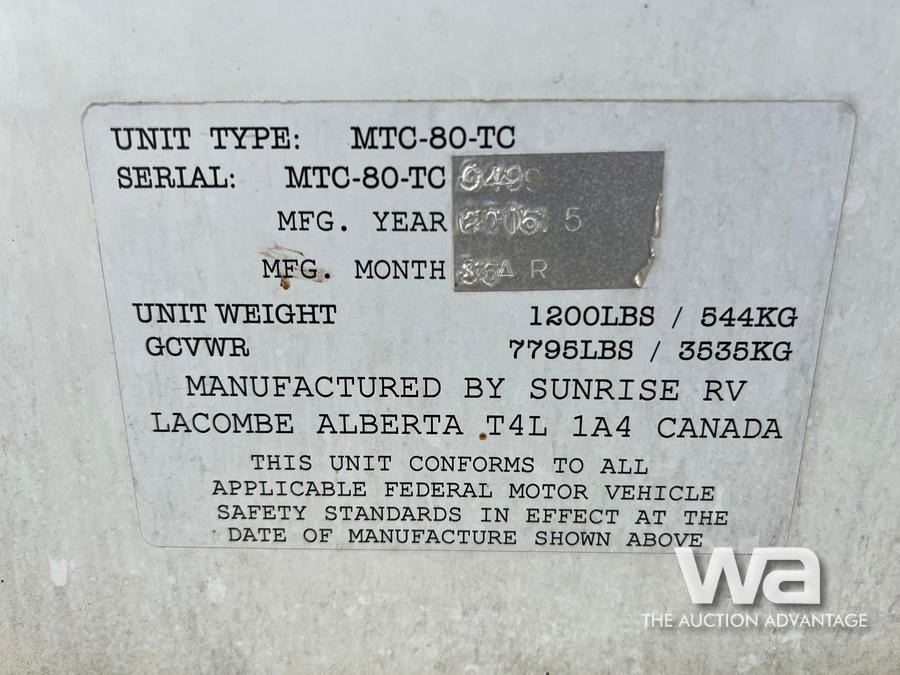 UNIT TYPE: MTC-80-TC
SERIAL: MTC-80-TC 0499
MFG. YEAR
MFG. MONTH
UNIT WEIGHT 1200LBS / 544KG
GCVWR 7795LBS / 3535KG
MANUFACTURED BY SUNRISE RV
LACOMBE ALBERTA T4L 1A4 CANADA
THIS UNIT CONFORMS TO ALL
APPLICABLE FEDERAL MOTOR VEHICLE
SAFETY STANDARDS IN EFFECT AT THE
DATE OF MANUFACTURE SHOWN ABOVE
wa
THE AUCTION ADVANTAGE